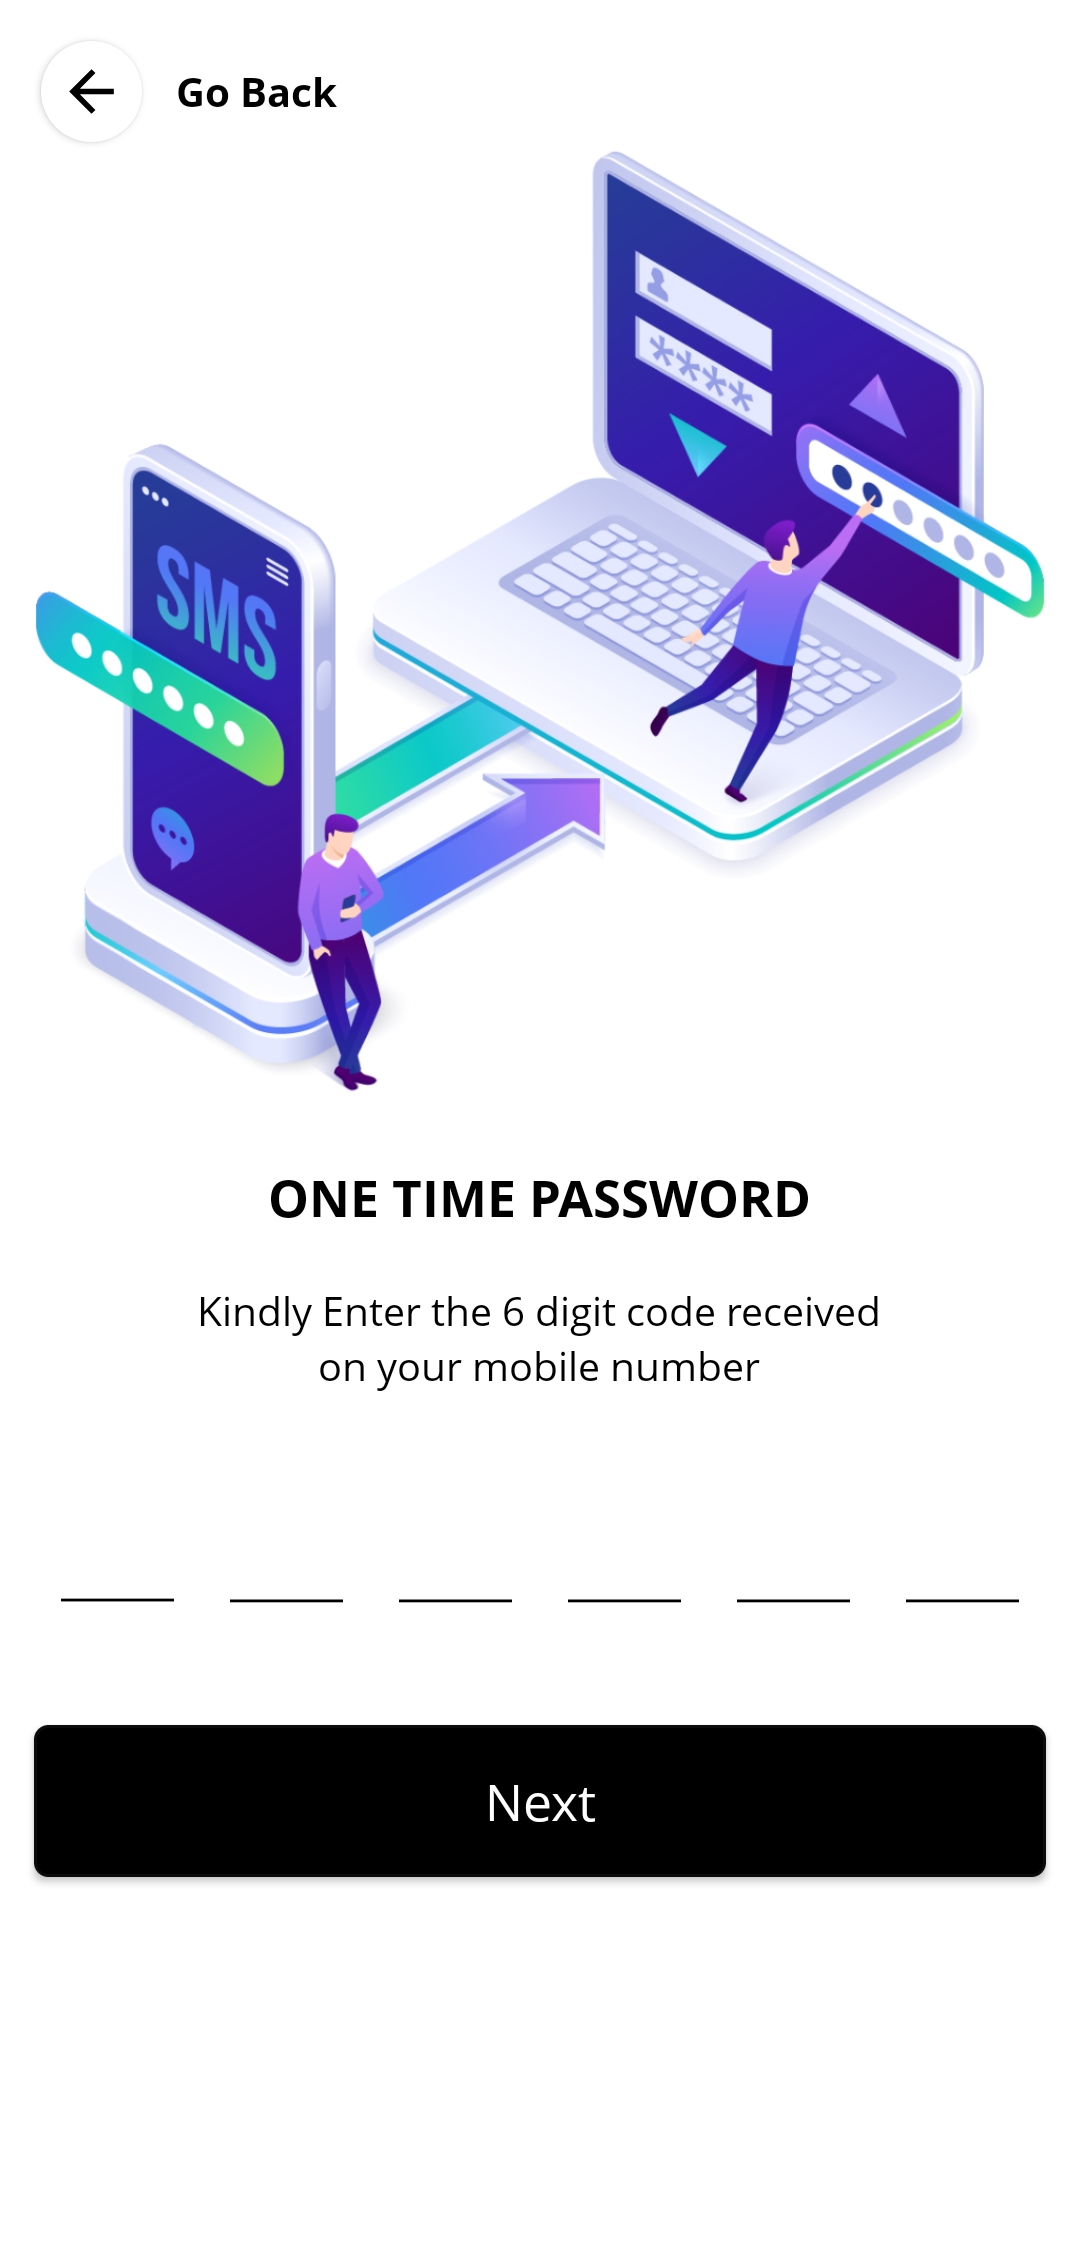 Go Back
****
SMS
ONE TIME PASSWORD
Kindly Enter the 6 digit code received
on your mobile number
Next